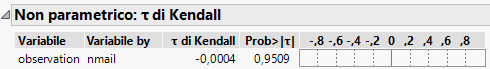 Non parametrico: τ di Kendall
Variabile Variabile by τ di Kendall Prob>|τ| -,8 -,6 -,4 -,2 0 ,2 ,4 ,6 ,8
observation nmail -0,0004 0,9509